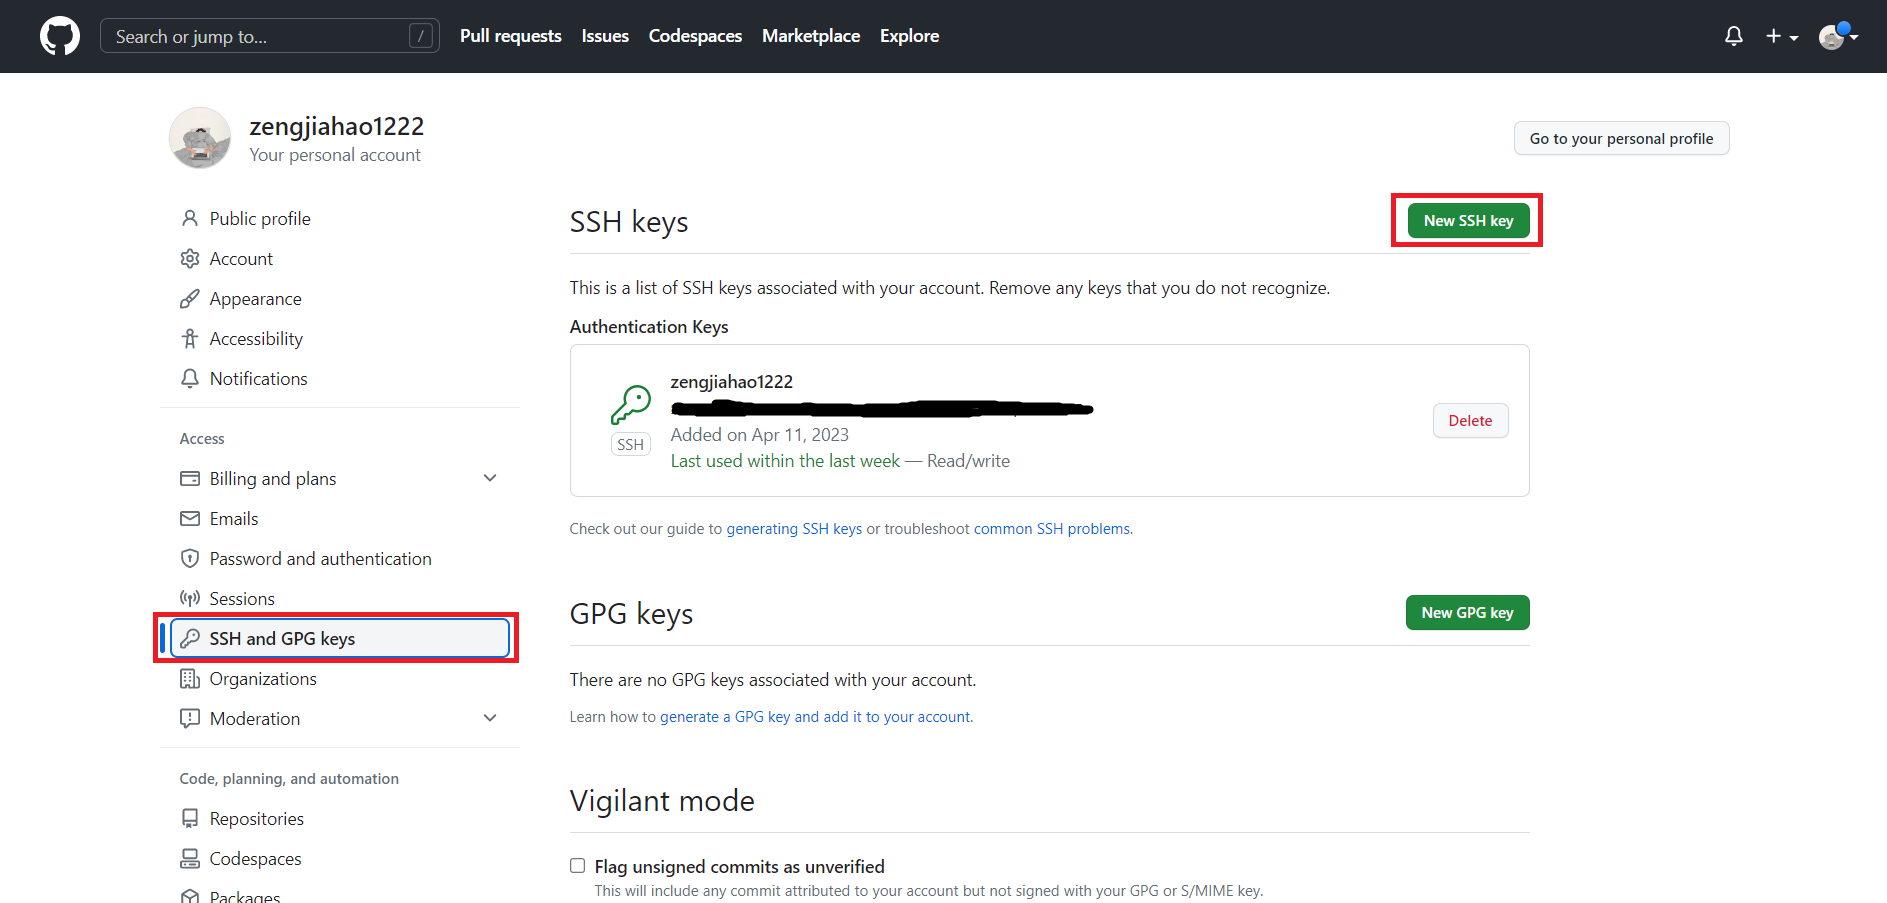 Search or jump to... /
Pull requests Issues Codespaces Marketplace Explore
zengjiahao1222
Your personal account
Go to your personal profile
Public profile
Account
Appearance
Accessibility
Notifications
Access
Billing and plans
Emails
Password and authentication
Sessions
SSH and GPG keys
Organizations
Moderation
Code, planning, and automation
Repositories
Codespaces
Packages
SSH keys
New SSH key
This is a list of SSH keys associated with your account. Remove any keys that you do not recognize.
Authentication Keys
zengjiahao1222
SSH
Added on Apr 11, 2023
Last used within the last week — Read/write
Delete
Check out our guide to generating SSH keys or troubleshoot common SSH problems.
GPG keys
New GPG key
There are no GPG keys associated with your account.
Learn how to generate a GPG key and add it to your account.
Vigilant mode
Flag unsigned commits as unverified
This will include any commit attributed to your account but not signed with your GPG or S/MIME key.